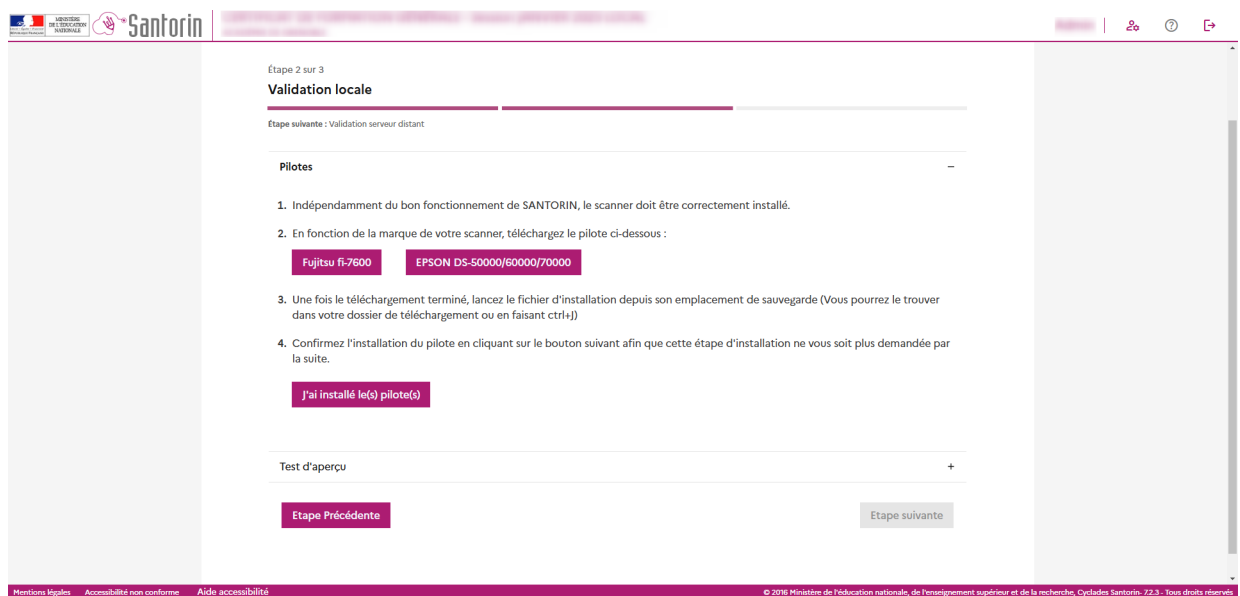 MINISTÈRE
DE L'ÉDUCATION
NATIONALE
Santorin
Étape 2 sur 3
Validation locale
Étape suivante : Validation serveur distant
Pilotes
1. Indépendamment du bon fonctionnement de SANTORIN, le scanner doit être correctement installé.
2. En fonction de la marque de votre scanner, téléchargez le pilote ci-dessous :
Fujitsu fi-7600 EPSON DS-50000/60000/70000
3. Une fois le téléchargement terminé, lancez le fichier d'installation depuis son emplacement de sauvegarde (Vous pourrez le trouver
dans votre dossier de téléchargement ou en faisant ctrl+J)
4. Confirmez l'installation du pilote en cliquant sur le bouton suivant afin que cette étape d'installation ne vous soit plus demandée par
la suite.
J'ai installé le(s) pilote(s)
Test d'aperçu
Etape Précédente Etape suivante
Mentions légales Accessibilité non conforme Aide accessibilité © 2016 Ministère de l'éducation nationale, de l'enseignement supérieur et de la recherche, Cyclades Santorin- 7.2.3 - Tous droits réservés